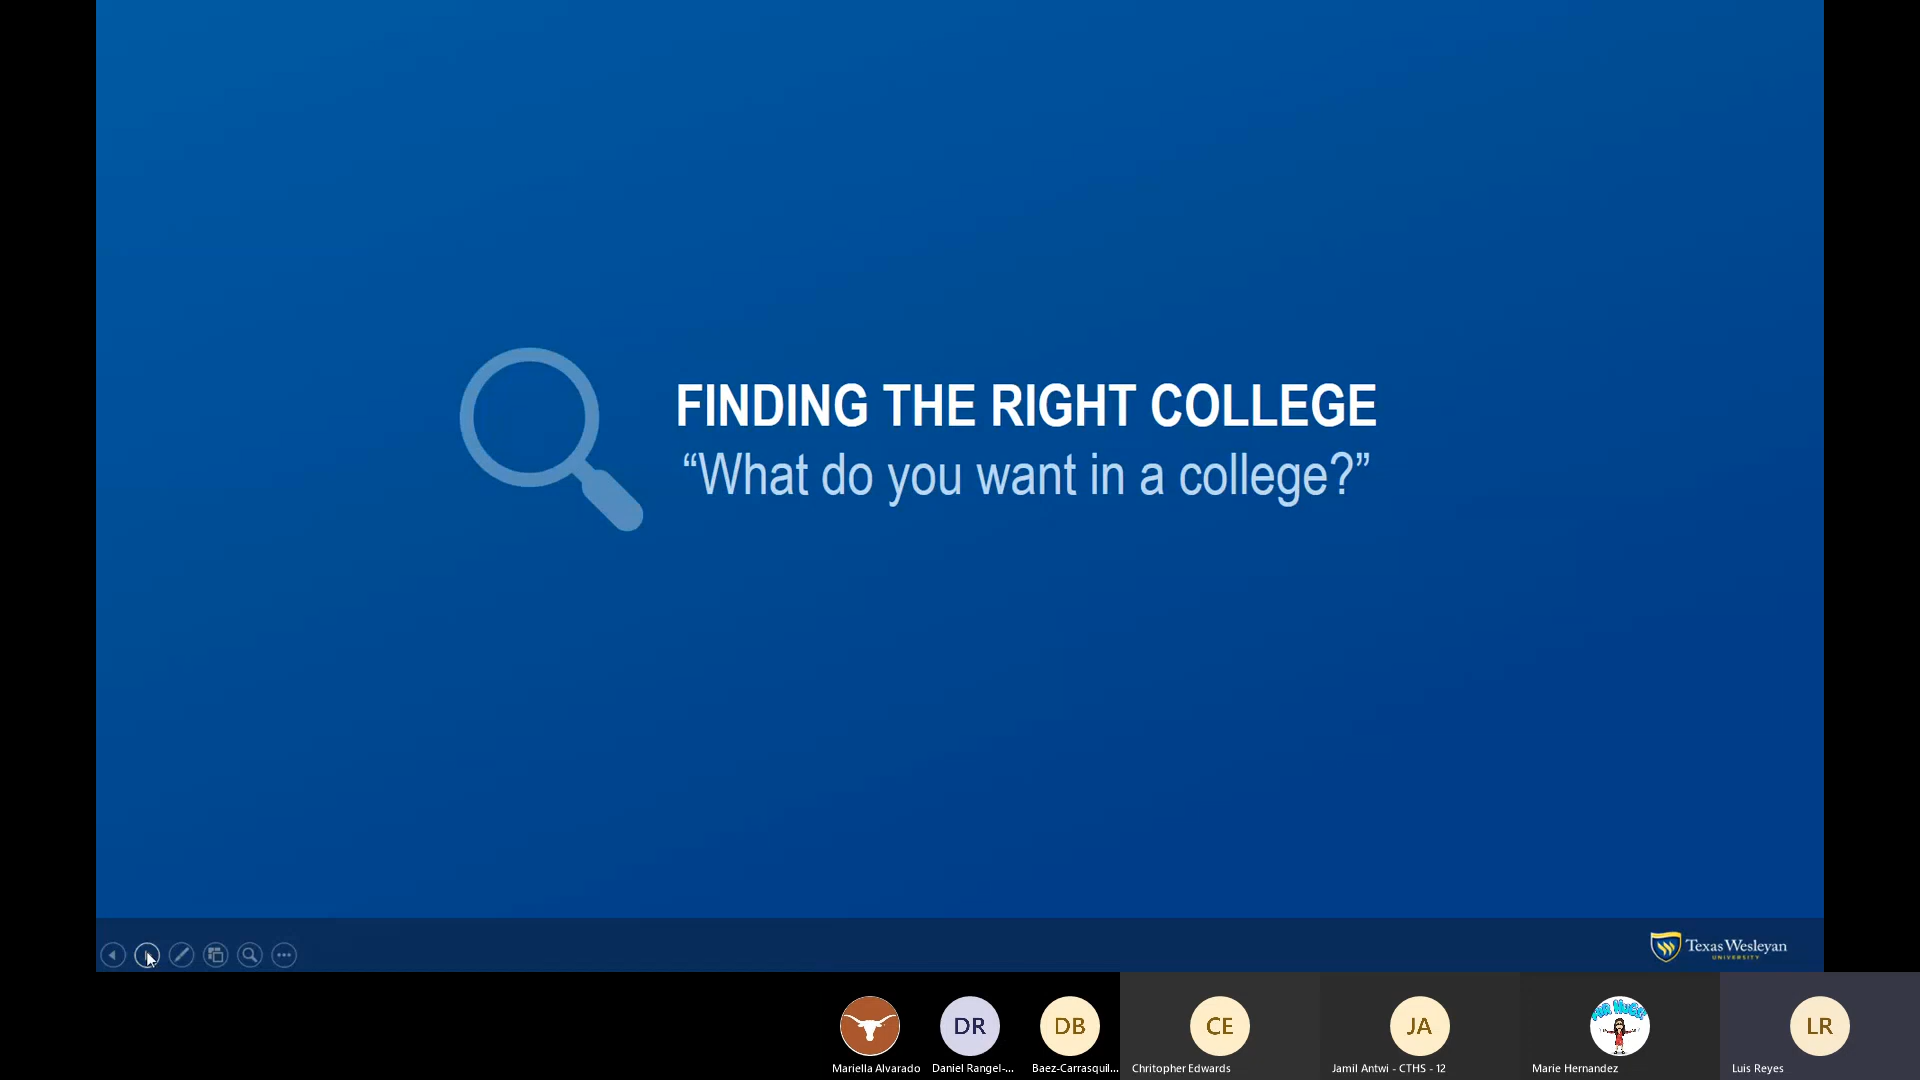 FINDING THE RIGHT COLLEGE
“What do you want in a college?”
Texas Wesleyan
UNIVERSITY
DR
DB
CE
JA
LR
Mariella Alvarado
Daniel Rangel-...
Baez-Carrasquil...
Chritopher Edwards
Jamil Antwi - CTHS - 12
Marie Hernandez
Luis Reyes